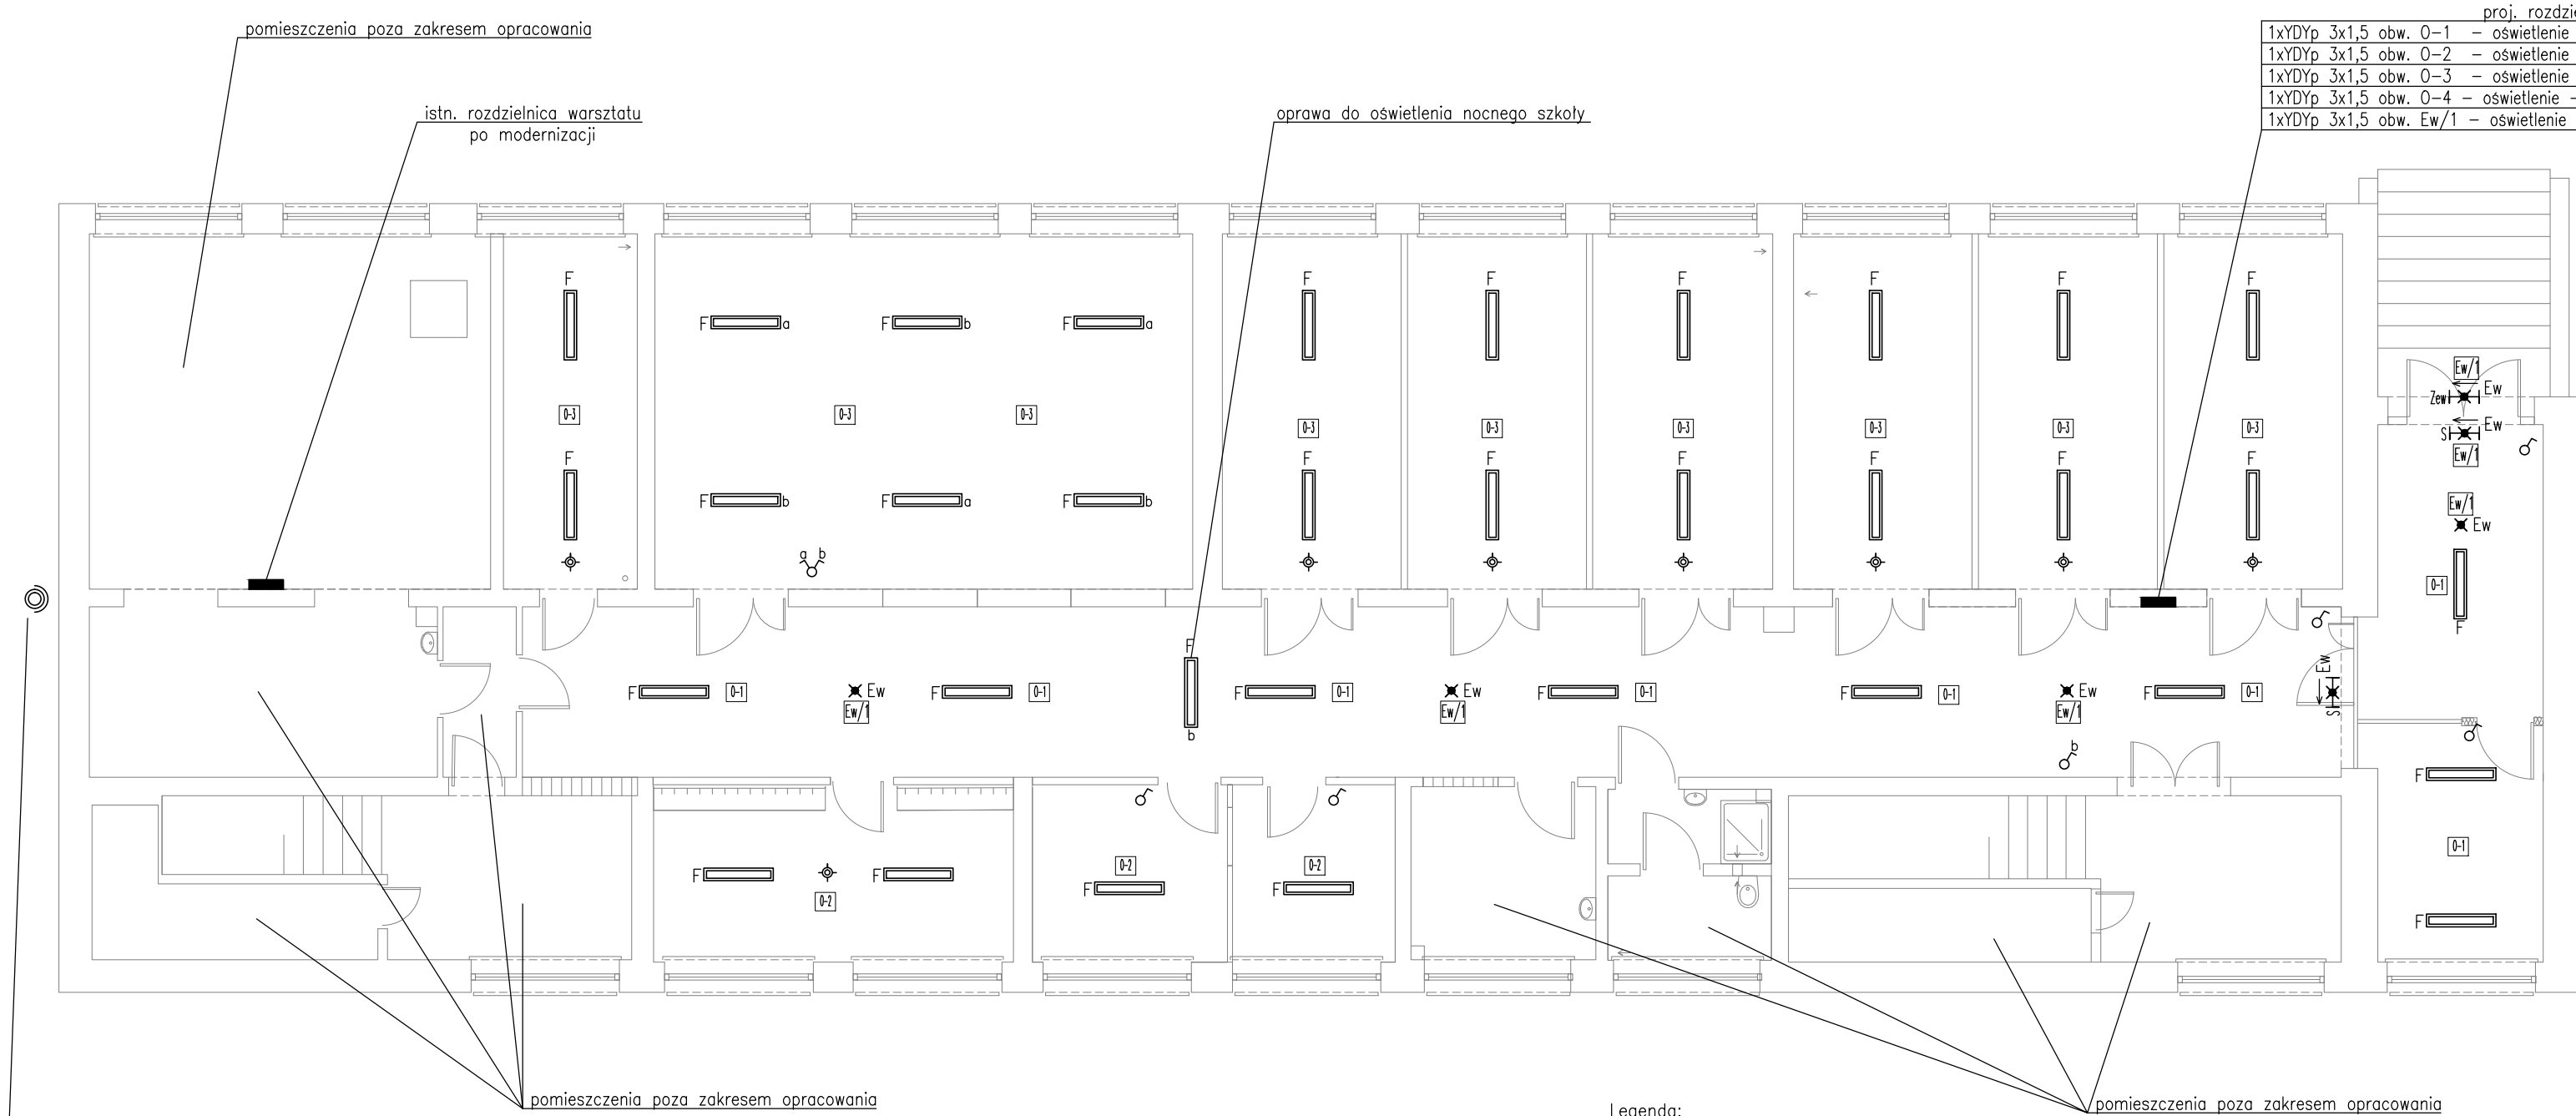 pomieszczenia poza zakresem opracowania
istn. rozdzielnica warsztatu
po modernizacji
oprawa do oświetlenia nocnego szkoły
proj. rozdzie
1xYDYp 3x1,5 obw. O-1 - oświetlenie
1xYDYp 3x1,5 obw. O-2 - oświetlenie
1xYDYp 3x1,5 obw. O-3 - oświetlenie
1xYDYp 3x1,5 obw. O-4 - oświetlenie -
1xYDYp 3x1,5 obw. Ew/1 - oświetlenie
F F F F F F F
F a F b F a
Ew/1
Zew Ew
S Ew
Ew/1
O-3 O-3 O-3
O-3 O-3 O-3 O-3 O-3 O-3
F F F F F F F
F b F a F b
Ew/1
Ew
a b
O-1
F
F
Ew
F O-1 Ew F O-1 F O-1 Ew F O-1 F O-1 Ew F O-1
Ew/1 Ew/1 Ew/1
S
b
b
F
O-1
O-2 O-2
F F F F
O-2
F
pomieszczenia poza zakresem opracowania
Legenda:
pomieszczenia poza zakresem opracowania